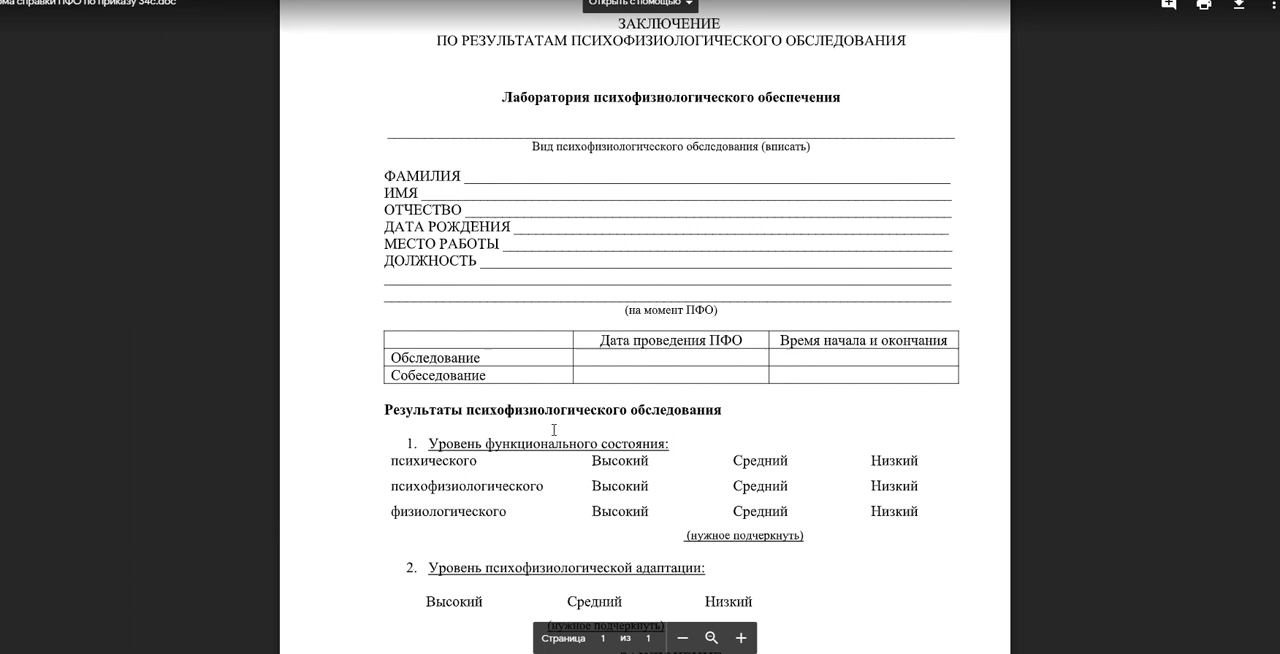 справки ПФО по приказу 34с.doc
Открыть с помощью
ЗАКЛЮЧЕНИЕ
ПО РЕЗУЛЬТАТАМ ПСИХОФИЗИОЛОГИЧЕСКОГО ОБСЛЕДОВАНИЯ
Лаборатория психофизиологического обеспечения
Вид психофизиологического обследования (вписать)
ФАМИЛИЯ
ИМЯ
ОТЧЕСТВО
ДАТА РОЖДЕНИЯ
МЕСТО РАБОТЫ
ДОЛЖНОСТЬ
(на момент ПФО)
Дата проведения ПФО Время начала и окончания
Обследование
Собеседование
Результаты психофизиологического обследования
1. Уровень функционального состояния:
психического Высокий Средний Низкий
психофизиологического Высокий Средний Низкий
физиологического Высокий Средний Низкий
(нужное подчеркнуть)
2. Уровень психофизиологической адаптации:
Высокий Средний Низкий
(нужное подчеркнуть)
Страница 1 из 1